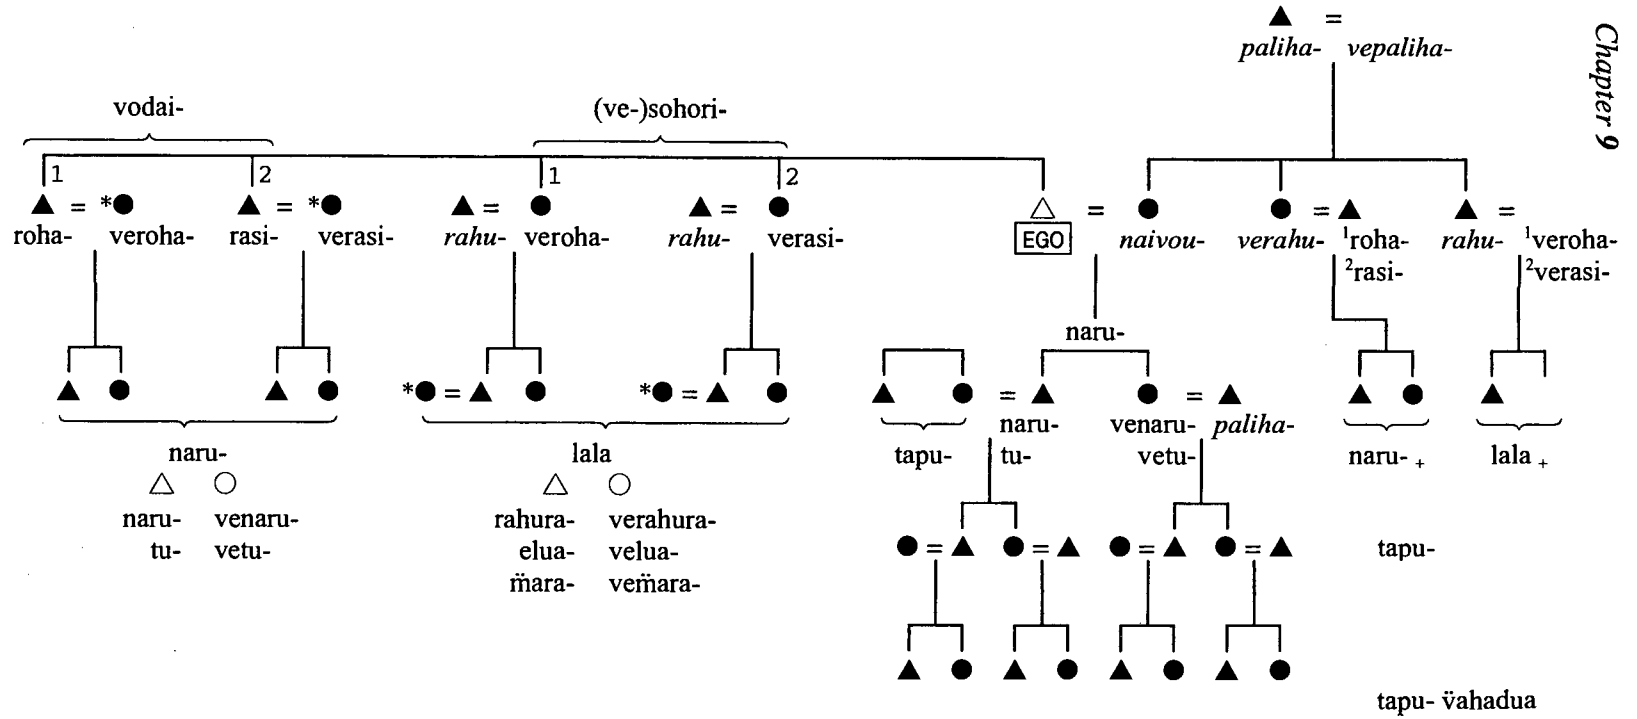 Chapter 9
paliha- vepaliha-
vodai-
(ve-)sohori-
1 2 1 2
* *
roha- veroha- rasi- verasi- rahu- veroha- rahu- verasi- EGO naivou- verahu- ¹roha- rahu- ¹veroha-
²rasi- ²verasi-
naru-
* *
naru- venaru- paliha-
naru- lala tapu- tu- vetu- naru- + lala +
naru- venaru- rahura- verahura-
tu- vetu- elua- velua- tapu-
m̈ara- vem̈ara-
tapu- v̈ahadua